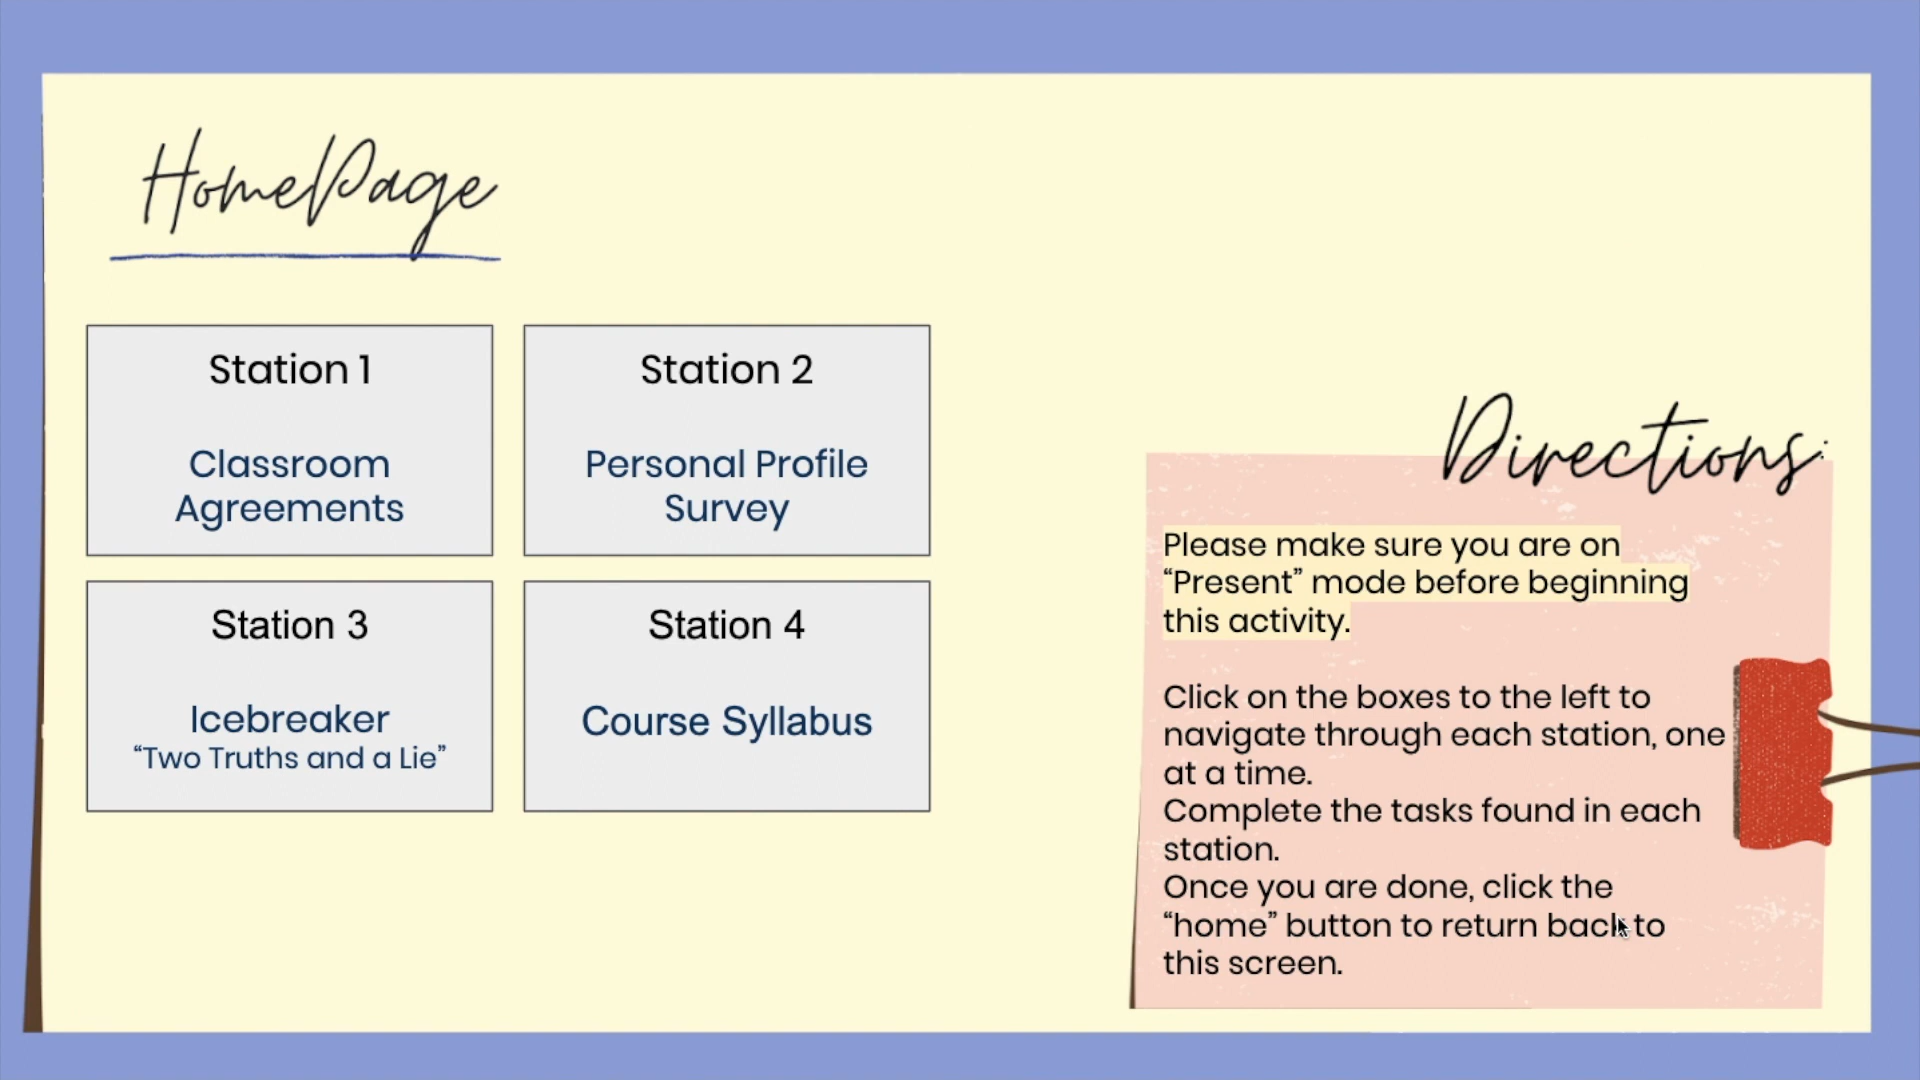 HomePage
Station 1
Classroom
Agreements
Station 2
Personal Profile
Survey
Station 3
Icebreaker
“Two Truths and a Lie”
Station 4
Course Syllabus
Directions:
Please make sure you are on
“Present” mode before beginning
this activity.
Click on the boxes to the left to
navigate through each station, one
at a time.
Complete the tasks found in each
station.
Once you are done, click the
“home” button to return back to
this screen.